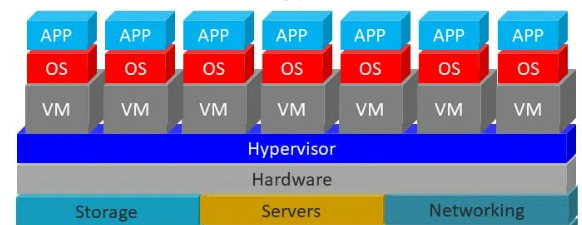 APP APP APP APP APP APP APP
OS OS OS OS OS OS OS
VM VM VM VM VM VM VM
Hypervisor
Hardware
Storage Servers Networking